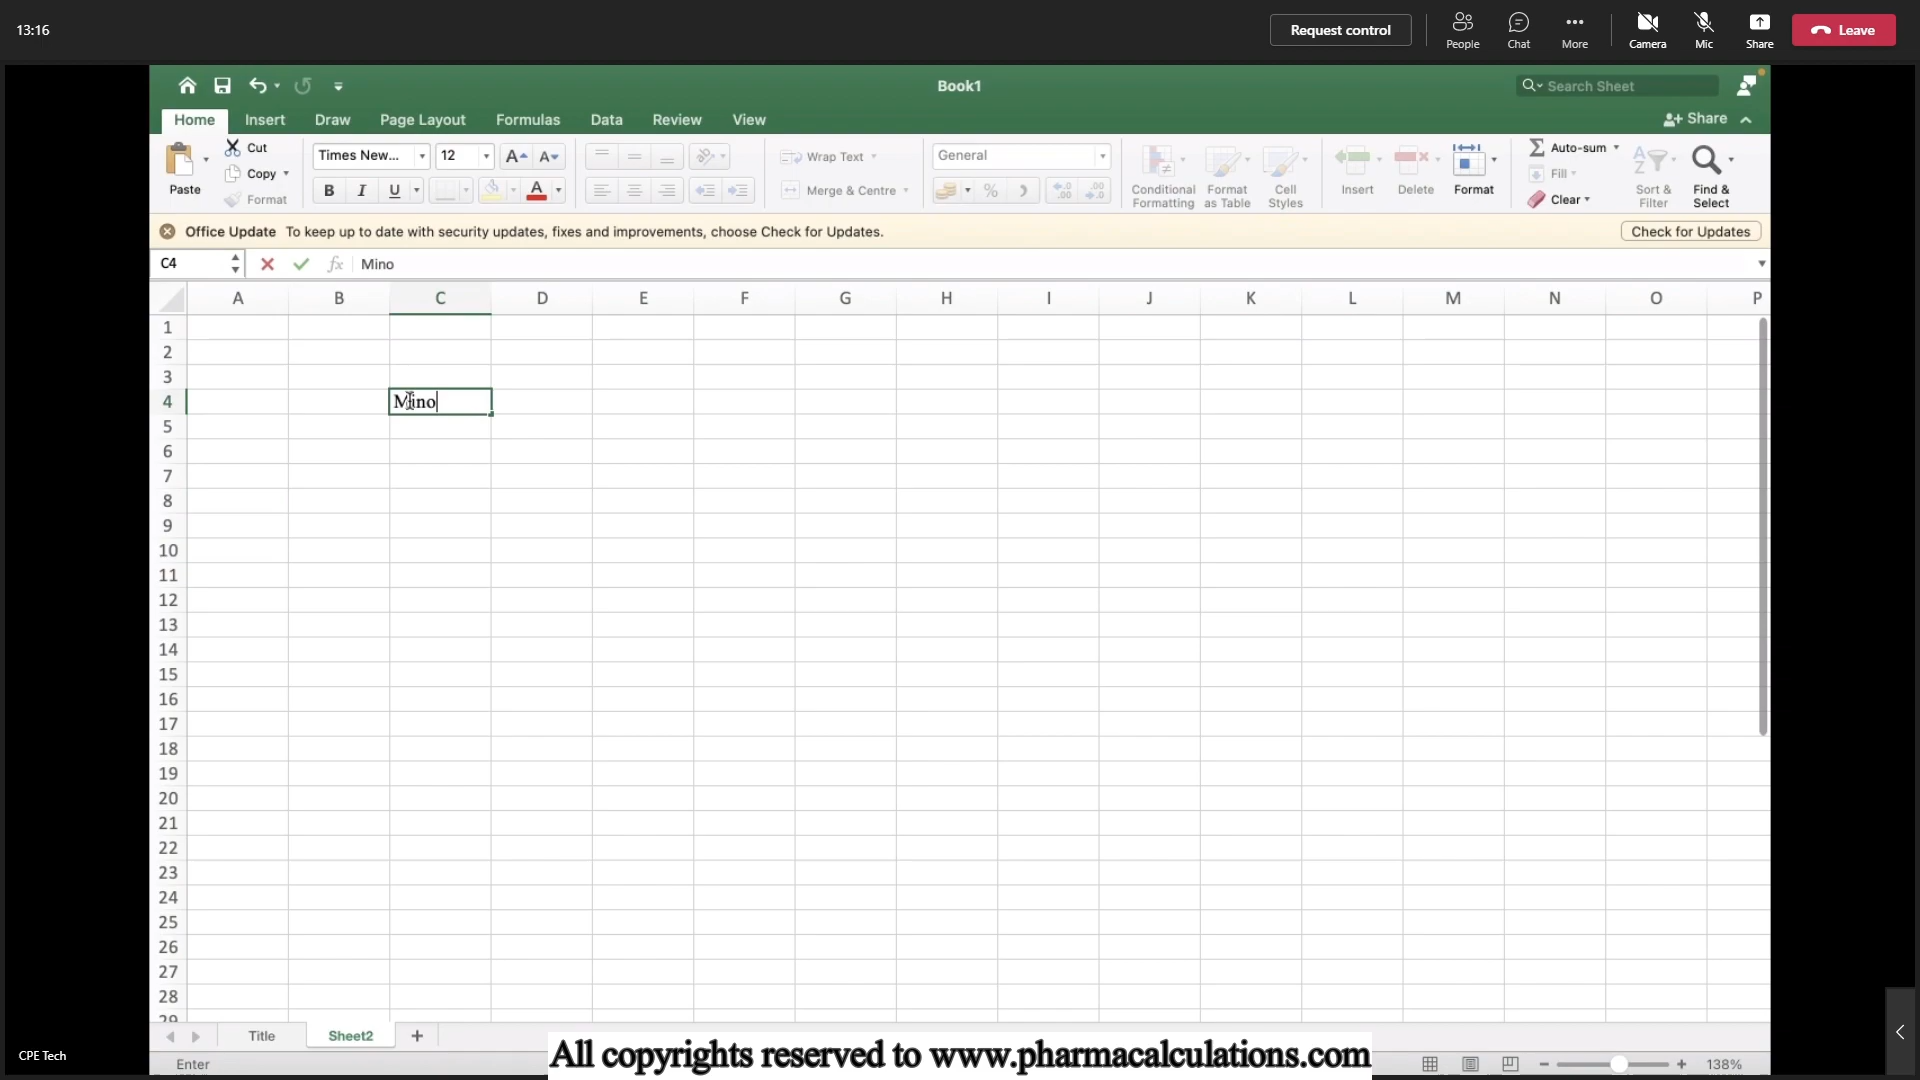 13:16
Request control
People
Chat
More
Camera
Mic
Share
Leave
Book1
Search Sheet
Home
Insert
Draw
Page Layout
Formulas
Data
Review
View
Share
Paste
Cut
Copy
Format
Times New...
12
B I U
Wrap Text
Merge & Centre
General
Conditional
Formatting
Format
as Table
Cell
Styles
Insert
Delete
Format
Auto-sum
Fill
Clear
Sort &
Filter
Find &
Select
Office Update To keep up to date with security updates, fixes and improvements, choose Check for Updates.
Check for Updates
C4
fx
Mino
A B C D E F G H I J K L M N O P
1
2
3
4 Mino
5
6
7
8
9
10
11
12
13
14
15
16
17
18
19
20
21
22
23
24
25
26
27
28
29
Title
Sheet2
CPE Tech
Enter
All copyrights reserved to www.pharmacalculations.com
138%